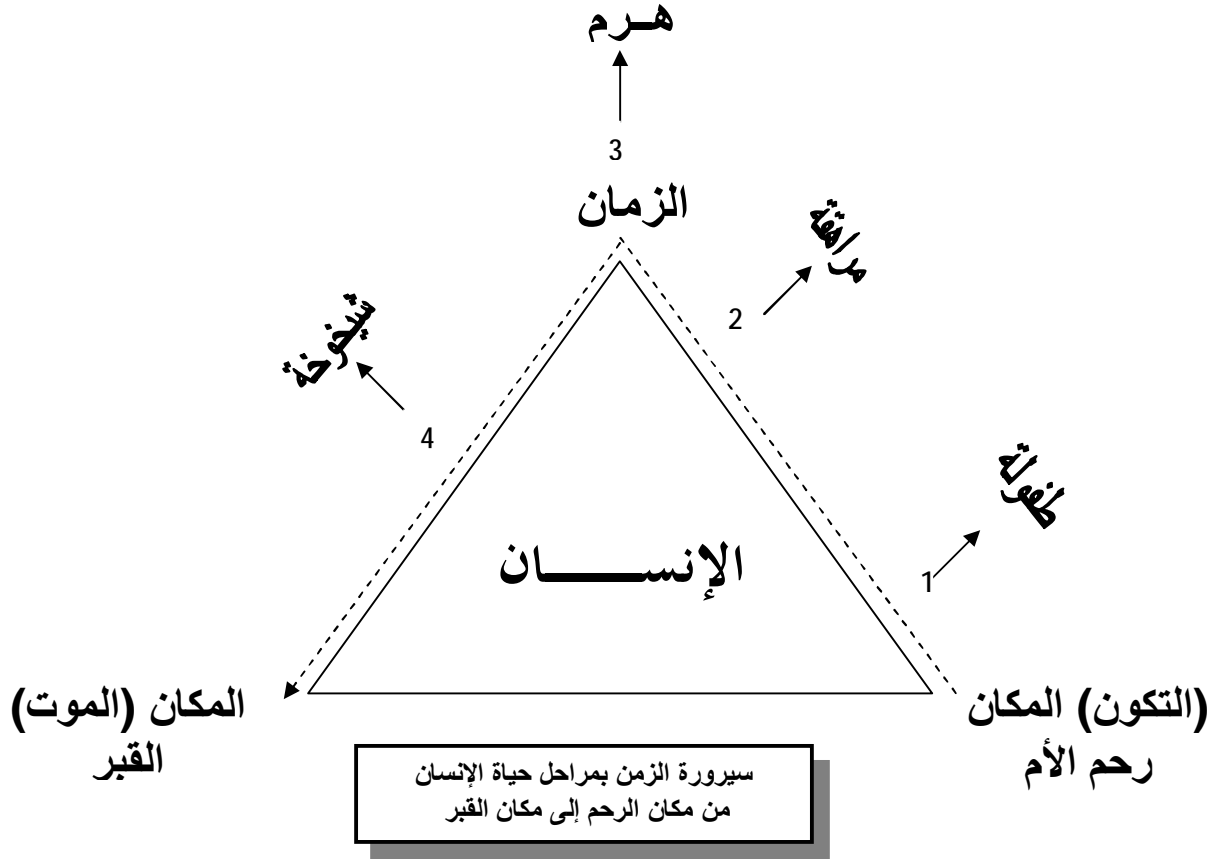 هـرم
3
الزمان
مراهقة
2
شيخوخة
4
طفولة
1
الإنســـــان
(التكون) المكان
رحم الأم
المكان (الموت)
القبر
سيرورة الزمن بمراحل حياة الإنسان
من مكان الرحم إلى مكان القبر